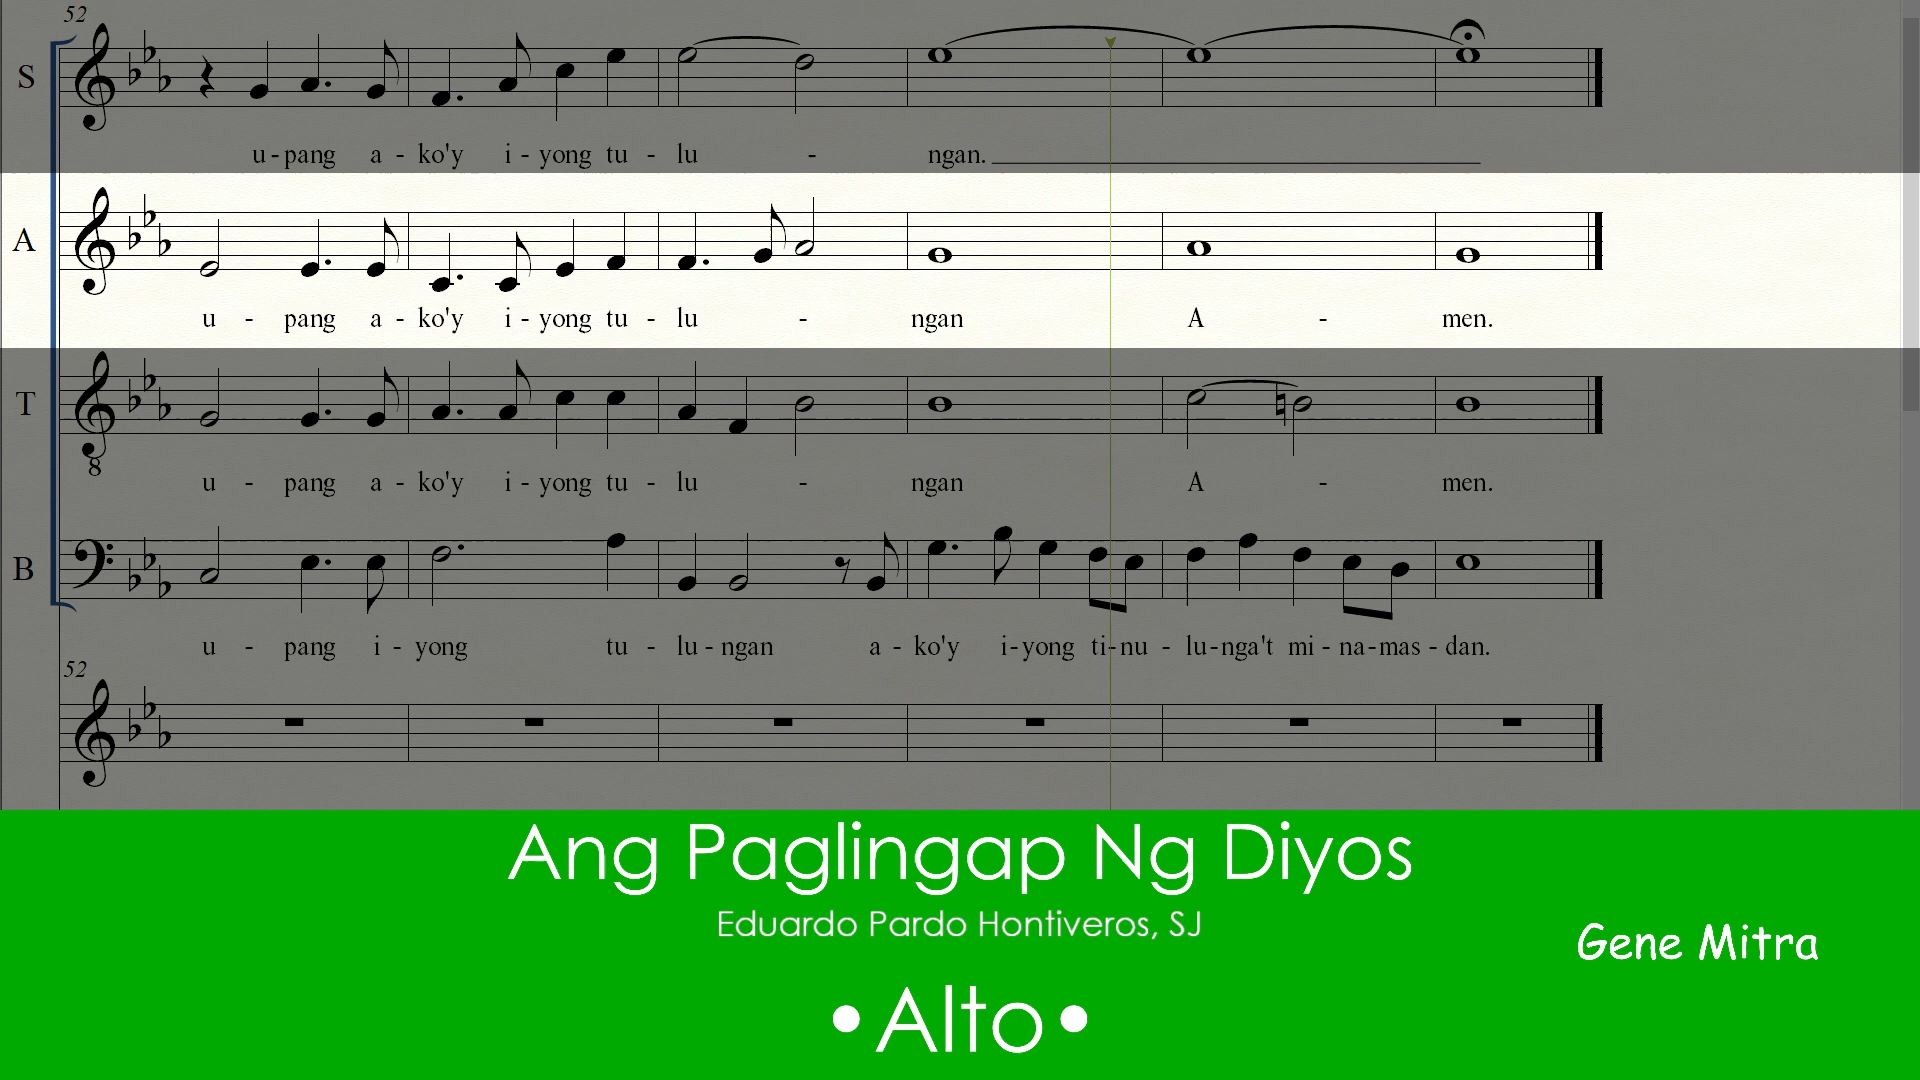 52
S
u - pang a - ko'y i - yong tu - lu - ngan.
A
u - pang a - ko'y i - yong tu - lu - ngan A - men.
T
8
u - pang a - ko'y i - yong tu - lu - ngan A - men.
B
u - pang i - yong tu - lu - ngan a - ko'y i - yong ti - nu - lu - nga't mi - na - mas - dan.
52
Ang Paglingap Ng Diyos
Eduardo Pardo Hontiveros, SJ
Gene Mitra
• Alto •